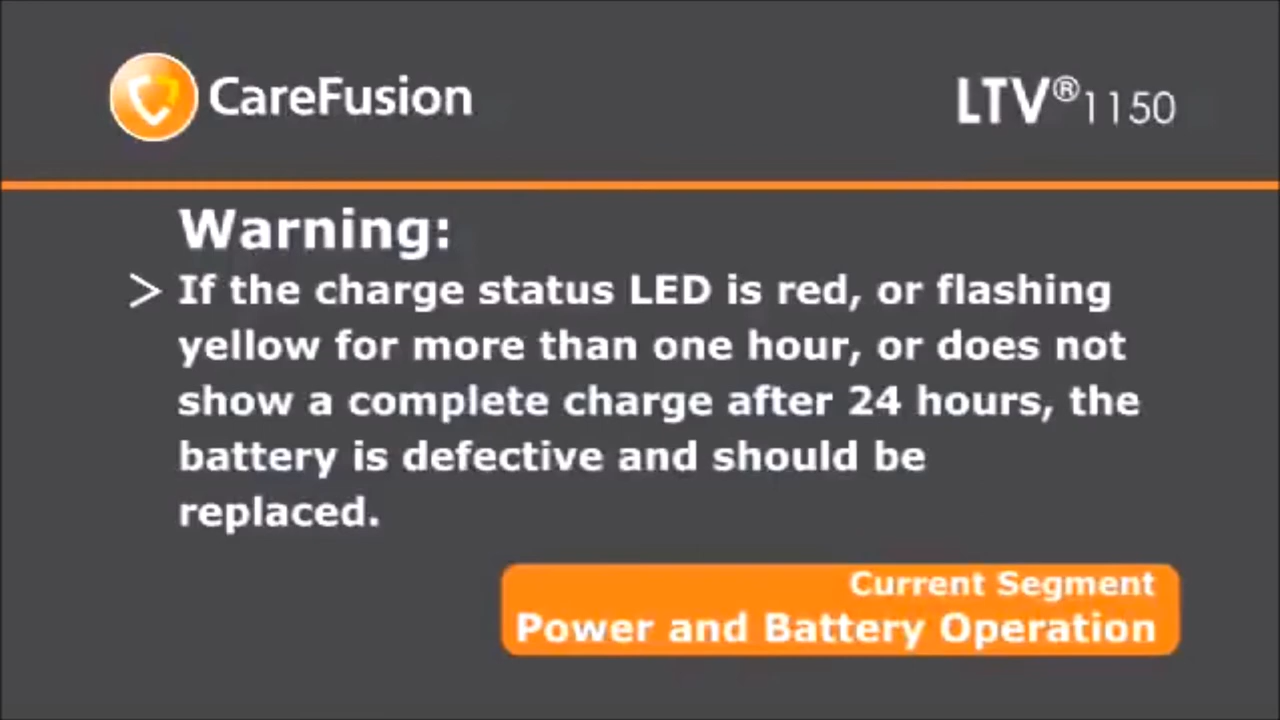 CareFusion
LTV®1150
Warning:
> If the charge status LED is red, or flashing
yellow for more than one hour, or does not
show a complete charge after 24 hours, the
battery is defective and should be
replaced.
Current Segment
Power and Battery Operation